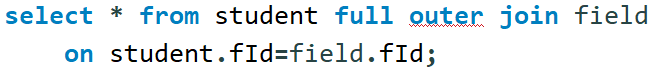 select * from student full outer join field
on student.fId=field.fId;